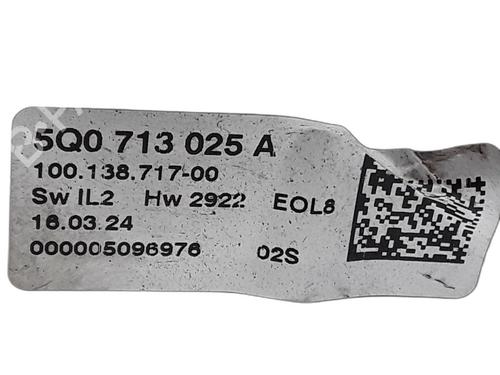 5Q0 713 025 A
100.138.717-00
Sw IL2 Hw 2922 EOL8
16.03.24
000005096976 02S